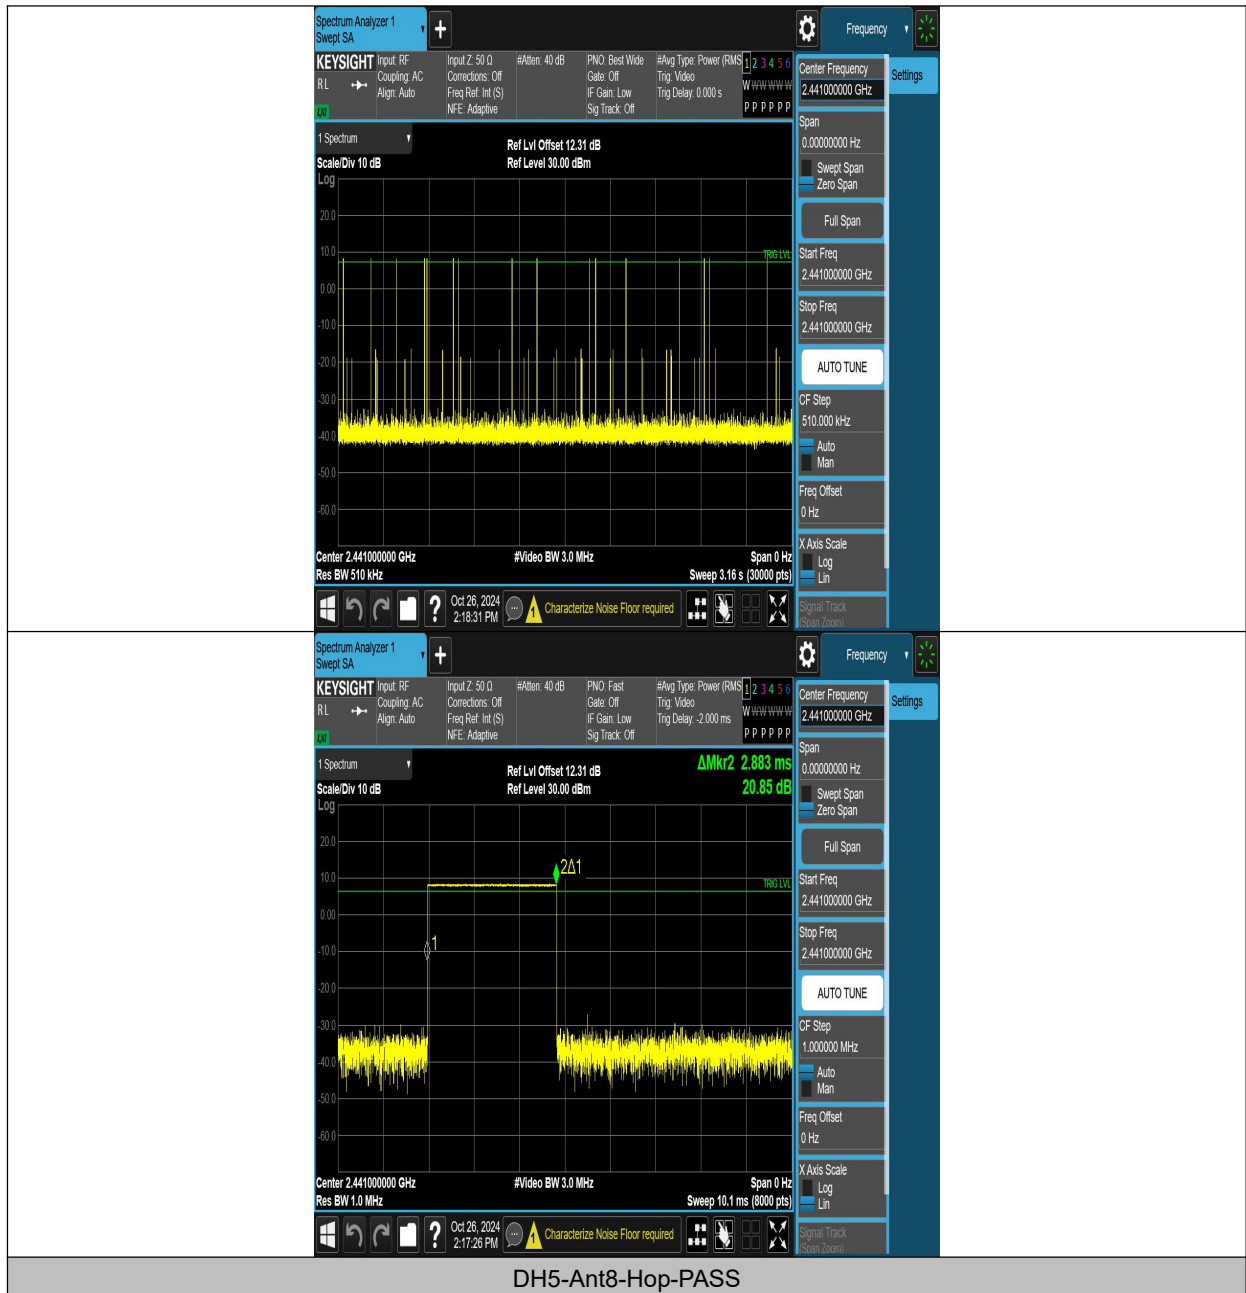 Spectrum Analyzer 1
Swept SA
+
Frequency
KEYSIGHT
RL
LXI
Input: RF
Coupling: AC
Align: Auto
Input Z: 50 Ω
Corrections: Off
Freq Ref: Int (S)
NFE: Adaptive
#Atten: 40 dB
PNO: Best Wide
Gate: Off
IF Gain: Low
Sig Track: Off
#Avg Type: Power (RMS
Trig: Video
Trig Delay: 0.000 s
1 2 3 4 5 6
W W W W W W
P P P P P P
Center Frequency
2.441000000 GHz
Settings
Span
0.00000000 Hz
Swept Span
Zero Span
Full Span
Start Freq
2.441000000 GHz
Stop Freq
2.441000000 GHz
AUTO TUNE
CF Step
510.000 kHz
Auto
Man
Freq Offset
0 Hz
X Axis Scale
Log
Lin
Signal Track
(Span Zoom)
1 Spectrum
Scale/Div 10 dB
Ref Lvl Offset 12.31 dB
Ref Level 30.00 dBm
Log
20.0
10.0
0.00
-10.0
-20.0
-30.0
-40.0
-50.0
-60.0
TRIG LVL
Center 2.441000000 GHz
#Video BW 3.0 MHz
Span 0 Hz
Res BW 510 kHz
Sweep 3.16 s (30000 pts)
?
Oct 26, 2024
2:18:31 PM
Characterize Noise Floor required
Spectrum Analyzer 1
Swept SA
+
Frequency
KEYSIGHT
RL
LXI
Input: RF
Coupling: AC
Align: Auto
Input Z: 50 Ω
Corrections: Off
Freq Ref: Int (S)
NFE: Adaptive
#Atten: 40 dB
PNO: Fast
Gate: Off
IF Gain: Low
Sig Track: Off
#Avg Type: Power (RMS
Trig: Video
Trig Delay: -2.000 ms
1 2 3 4 5 6
W W W W W W
P P P P P P
Center Frequency
2.441000000 GHz
Settings
Span
0.00000000 Hz
Swept Span
Zero Span
Full Span
Start Freq
2.441000000 GHz
Stop Freq
2.441000000 GHz
AUTO TUNE
CF Step
1.000000 MHz
Auto
Man
Freq Offset
0 Hz
X Axis Scale
Log
Lin
Signal Track
(Span Zoom)
1 Spectrum
Scale/Div 10 dB
Ref Lvl Offset 12.31 dB
Ref Level 30.00 dBm
ΔMkr2 2.883 ms
20.85 dB
Log
20.0
10.0
0.00
-10.0
-20.0
-30.0
-40.0
-50.0
-60.0
2Δ1
1
TRIG LVL
Center 2.441000000 GHz
#Video BW 3.0 MHz
Span 0 Hz
Res BW 1.0 MHz
Sweep 10.1 ms (8000 pts)
?
Oct 26, 2024
2:17:26 PM
Characterize Noise Floor required
DH5-Ant8-Hop-PASS